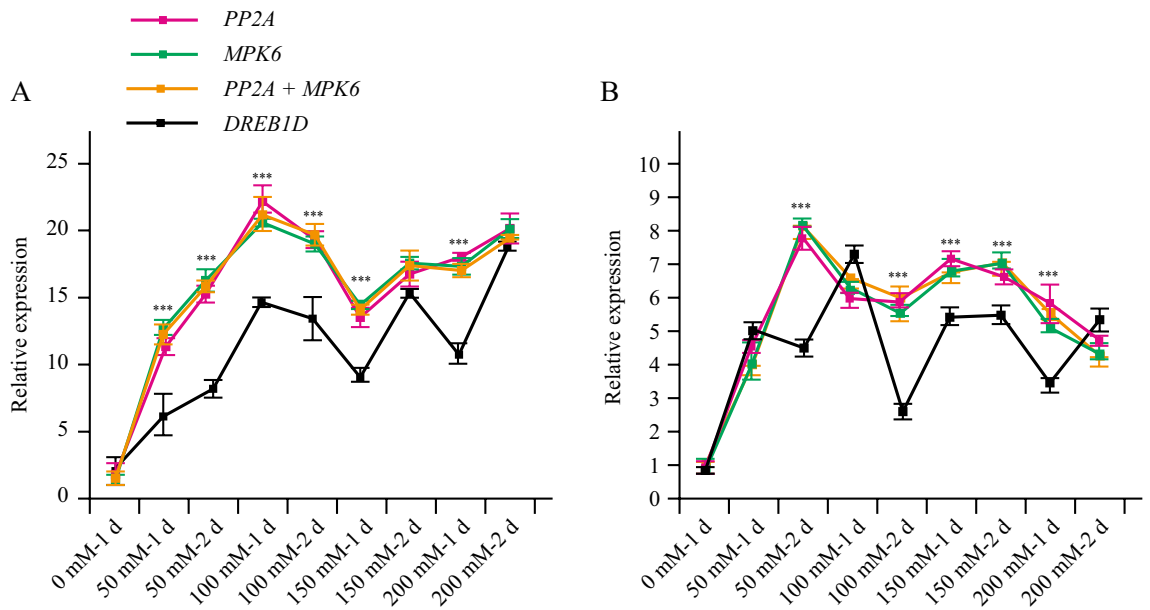 PP2A
MPK6
PP2A + MPK6
DREB1D
A
B
Relative expression
25
20
15
10
5
0
***
***
***
***
***
***
0 mM-1 d
50 mM-1 d
50 mM-2 d
100 mM-1 d
100 mM-2 d
150 mM-1 d
150 mM-2 d
200 mM-1 d
200 mM-2 d
Relative expression
10
9
8
7
6
5
4
3
2
1
0
***
***
***
***
***
0 mM-1 d
50 mM-1 d
50 mM-2 d
100 mM-1 d
100 mM-2 d
150 mM-1 d
150 mM-2 d
200 mM-1 d
200 mM-2 d